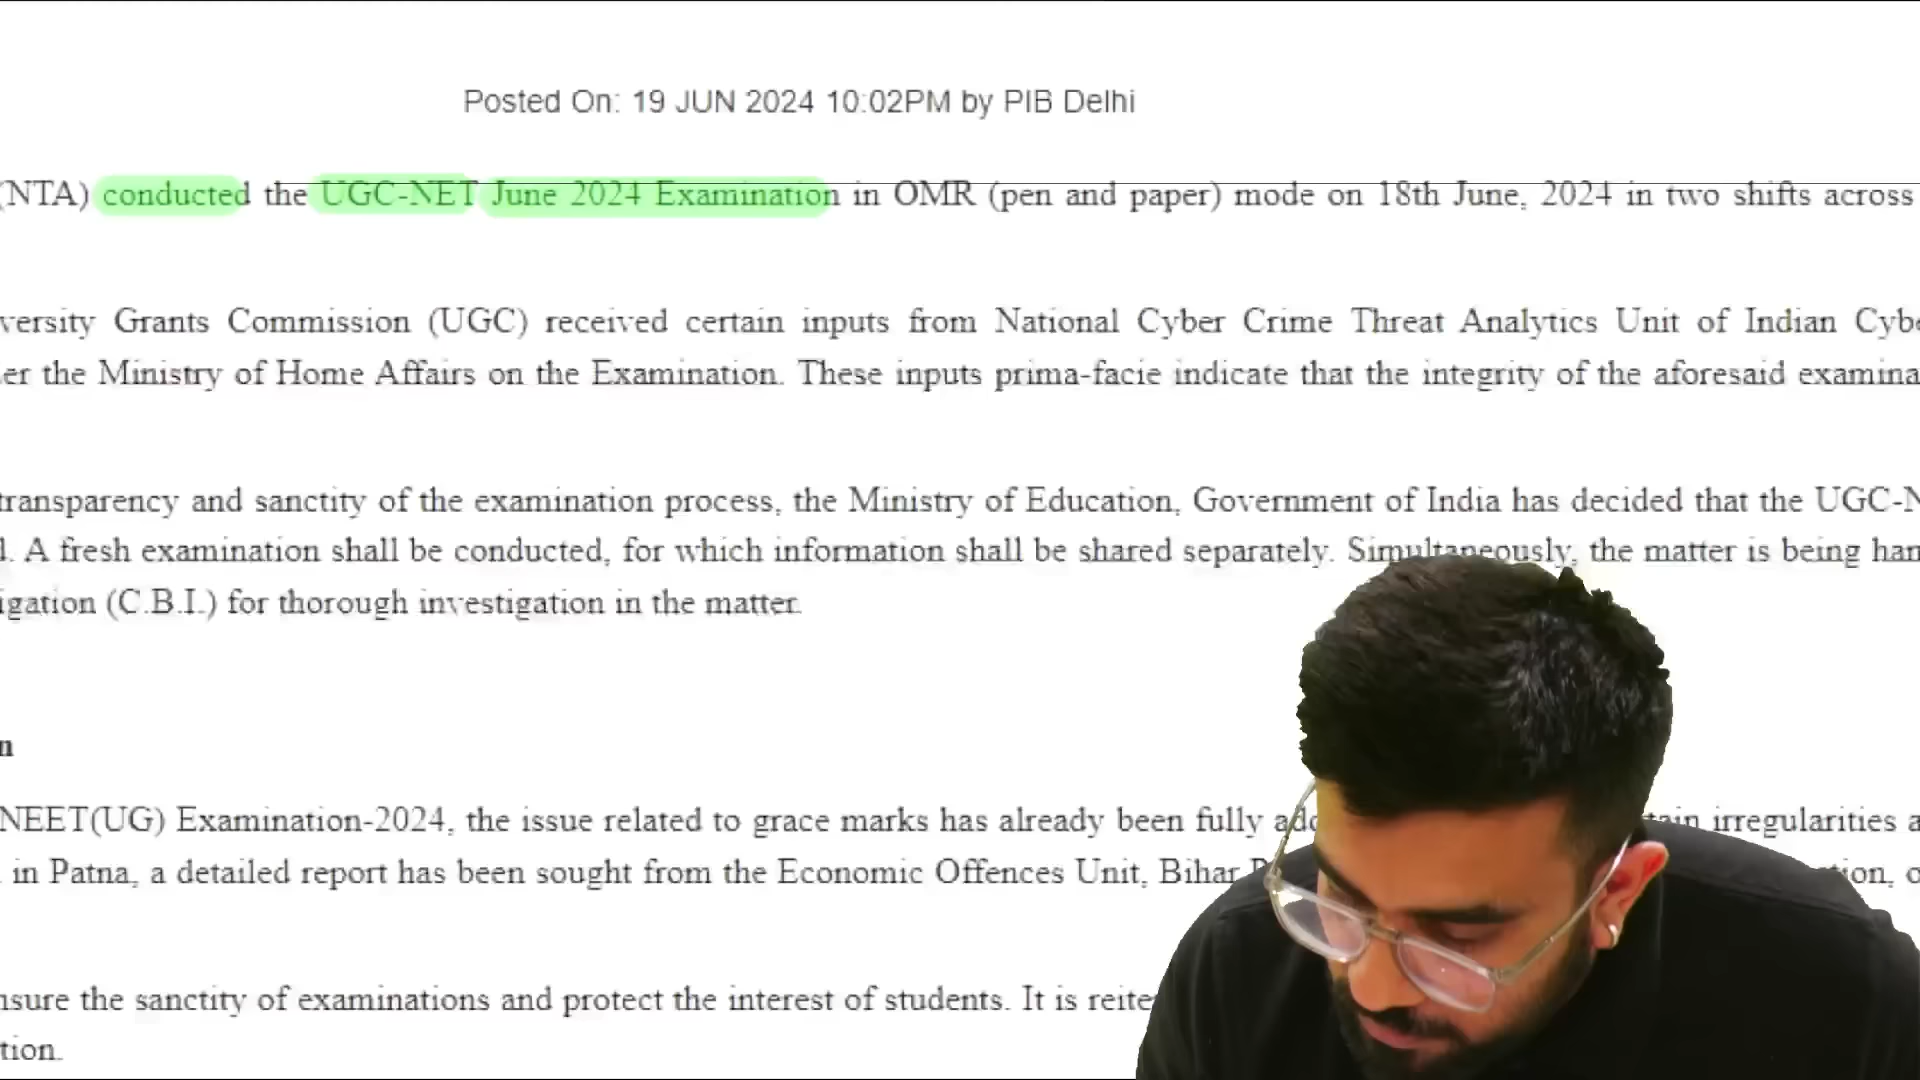 Posted On: 19 JUN 2024 10:02PM by PIB Delhi
(NTA) conducted the UGC-NET June 2024 Examination in OMR (pen and paper) mode on 18th June, 2024 in two shifts across
versity Grants Commission (UGC) received certain inputs from National Cyber Crime Threat Analytics Unit of Indian Cybe
er the Ministry of Home Affairs on the Examination. These inputs prima-facie indicate that the integrity of the aforesaid examina
transparency and sanctity of the examination process, the Ministry of Education, Government of India has decided that the UGC-N
l. A fresh examination shall be conducted, for which information shall be shared separately. Simultaneously, the matter is being han
igation (C.B.I.) for thorough investigation in the matter.
n
NEET(UG) Examination-2024, the issue related to grace marks has already been fully add tain irregularities a
in Patna, a detailed report has been sought from the Economic Offences Unit, Bihar P tion, o
nsure the sanctity of examinations and protect the interest of students. It is reite
tion.